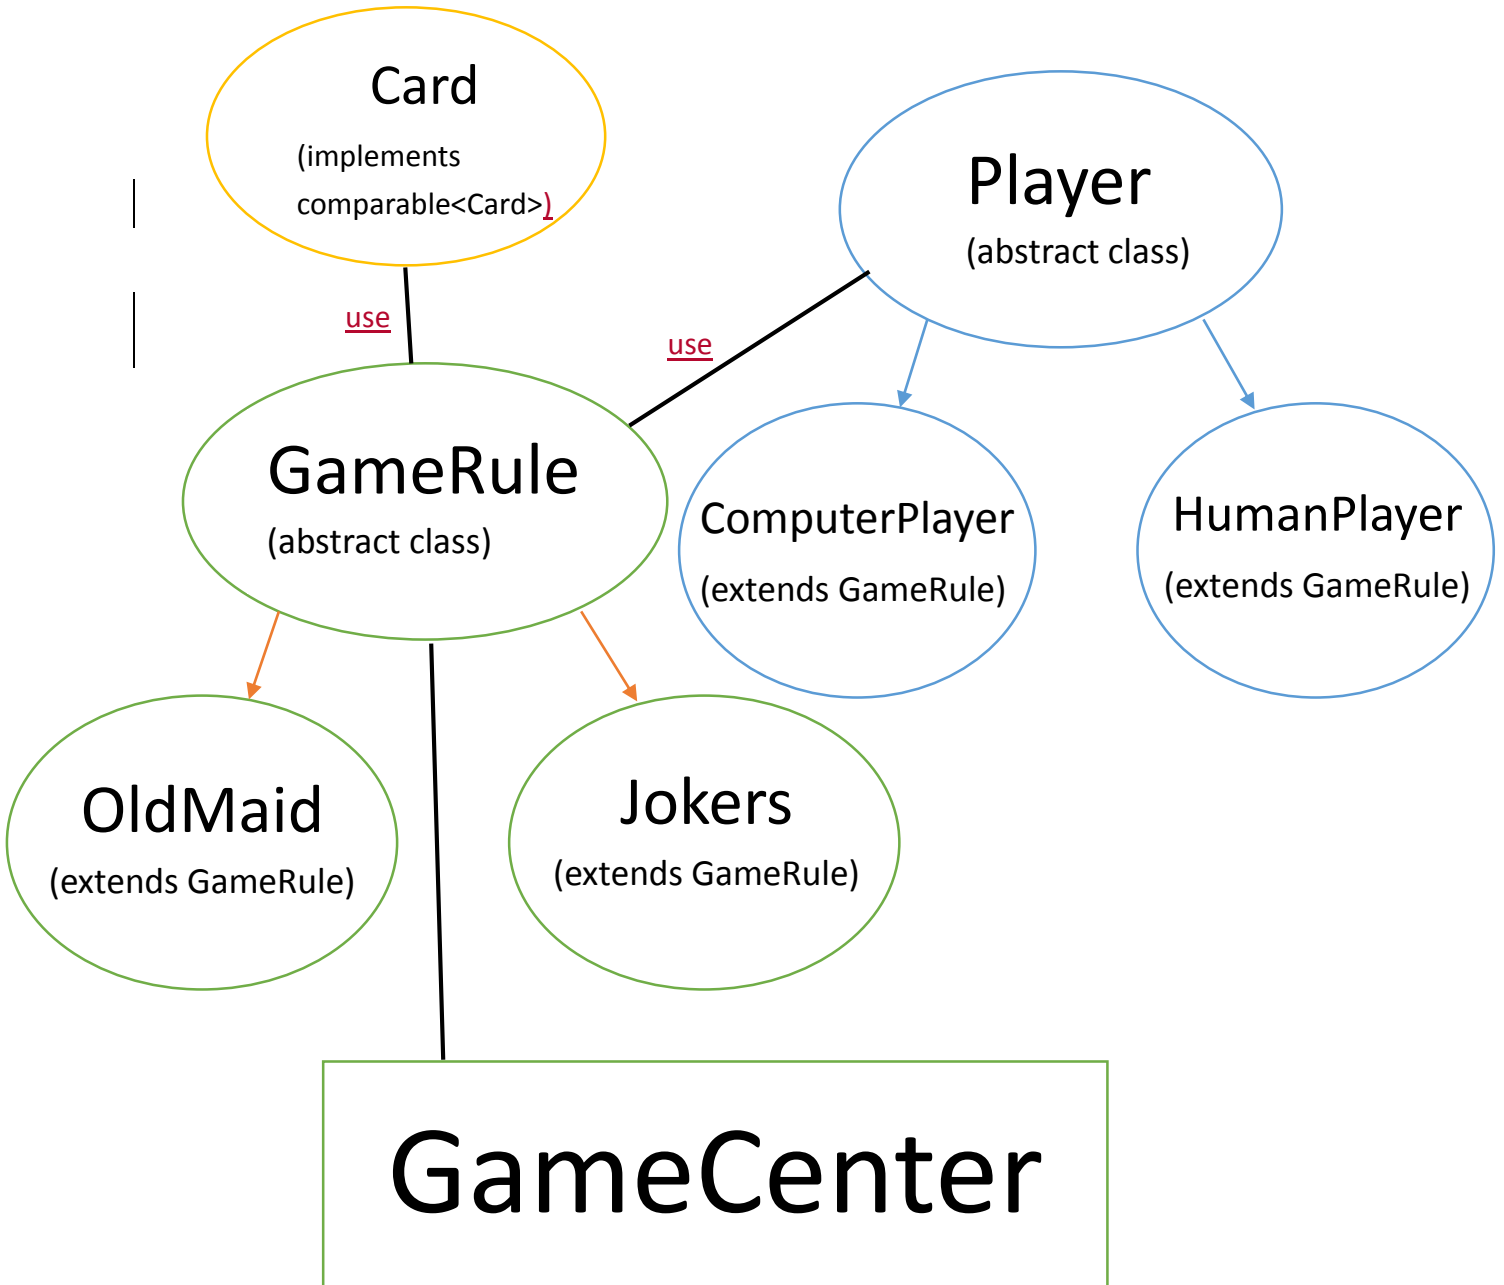 Card
(implements
comparable<Card>)
Player
(abstract class)
use
use
GameRule
(abstract class)
ComputerPlayer
(extends GameRule)
HumanPlayer
(extends GameRule)
OldMaid
(extends GameRule)
Jokers
(extends GameRule)
GameCenter